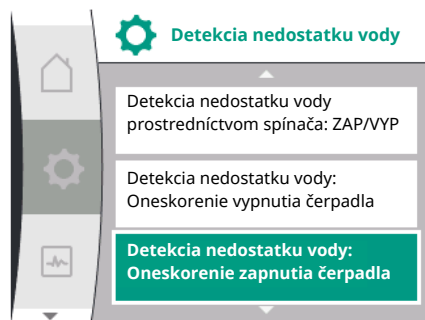 Detekcia nedostatku vody
Detekcia nedostatku vody
prostredníctvom spínača: ZAP/VYP
Detekcia nedostatku vody:
Oneskorenie vypnutia čerpadla
Detekcia nedostatku vody:
Oneskorenie zapnutia čerpadla